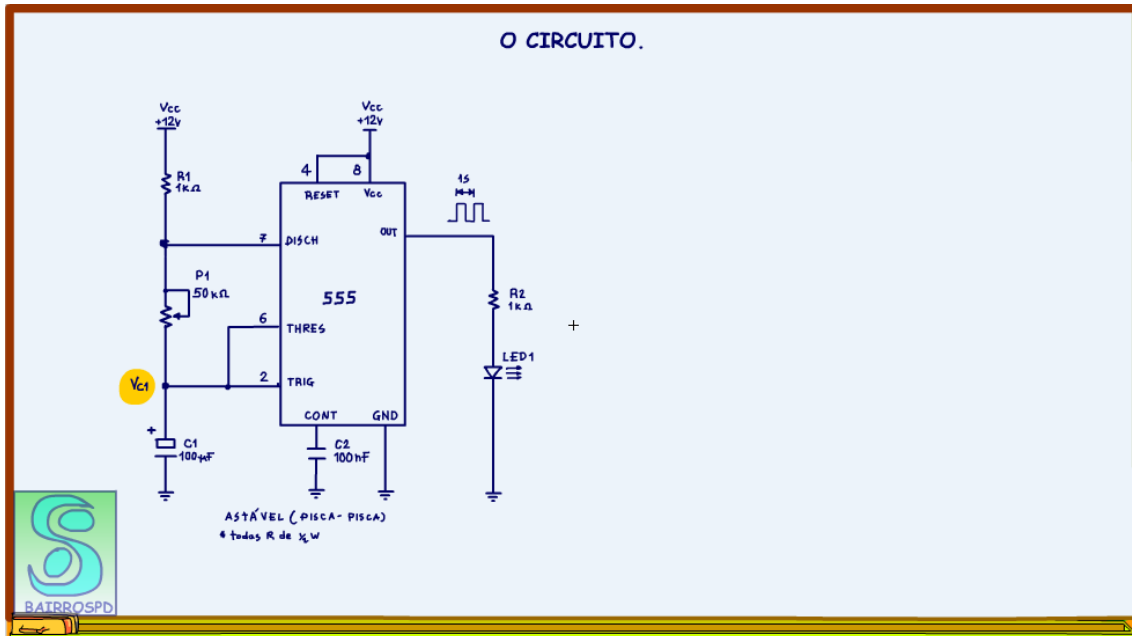 O CIRCUITO.
Vcc
+12V
Vcc
+12V
R1
1kΩ
4
8
RESET
Vcc
1s
7
DISCH
OUT
P1
50kΩ
555
R2
1kΩ
6
THRES
LED1
VC1
2
TRIG
CONT
GND
+
C1
100µF
C2
100nF
ASTÁVEL (PISCA-PISCA)
* todas R de ½ W
BAIRROSPD